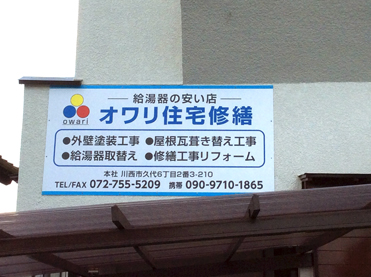 給湯器の安い店
owari
オワリ住宅修繕
●外壁塗装工事 ●屋根瓦葺き替え工事
●給湯器取替え ●修繕工事リフォーム
本社 川西市久代6丁目2番3-210
TEL/FAX 072-755-5209 携帯 090-9710-1865